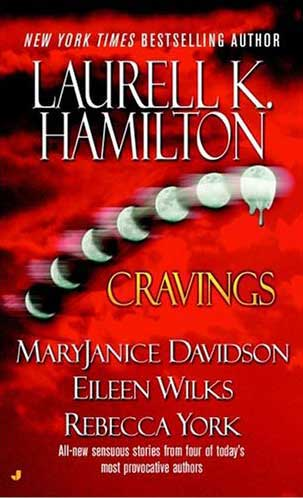 NEW YORK TIMES BESTSELLING AUTHOR
LAURELL K.
HAMILTON
CRAVINGS
MARYJANICE DAVIDSON
EILEEN WILKS
REBECCA YORK
All-new sensuous stories from four of today's
most provocative authors
J